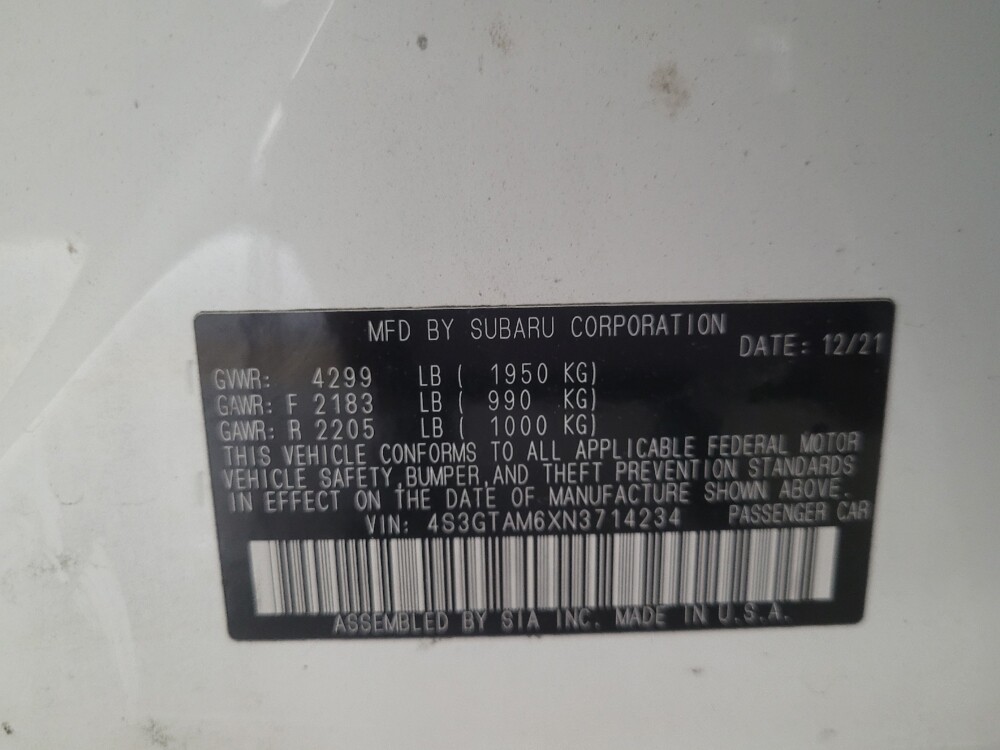 MFD BY SUBARU CORPORATION
DATE: 12/21
GVWR: 4299 LB ( 1950 KG)
GAWR: F 2183 LB ( 990 KG)
GAWR: R 2205 LB ( 1000 KG)
THIS VEHICLE CONFORMS TO ALL APPLICABLE FEDERAL MOTOR
VEHICLE SAFETY,BUMPER,AND THEFT PREVENTION STANDARDS
IN EFFECT ON THE DATE OF MANUFACTURE SHOWN ABOVE.
VIN: 4S3GTAM6XN3714234 PASSENGER CAR
ASSEMBLED BY SIA INC. MADE IN U.S.A.